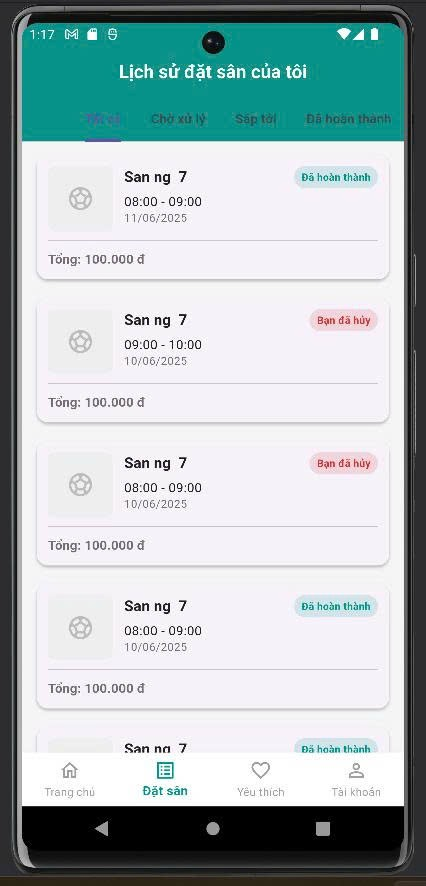 1:17
Lịch sử đặt sân của tôi
Tất cả Chờ xử lý Sắp tới Đã hoàn thành
San ng 7 Đã hoàn thành
08:00 - 09:00
11/06/2025
Tổng: 100.000 đ
San ng 7 Bạn đã hủy
09:00 - 10:00
10/06/2025
Tổng: 100.000 đ
San ng 7 Bạn đã hủy
08:00 - 09:00
10/06/2025
Tổng: 100.000 đ
San ng 7 Đã hoàn thành
08:00 - 09:00
10/06/2025
Tổng: 100.000 đ
San ng 7 Đã hoàn thành
Trang chủ Đặt sân Yêu thích Tài khoản